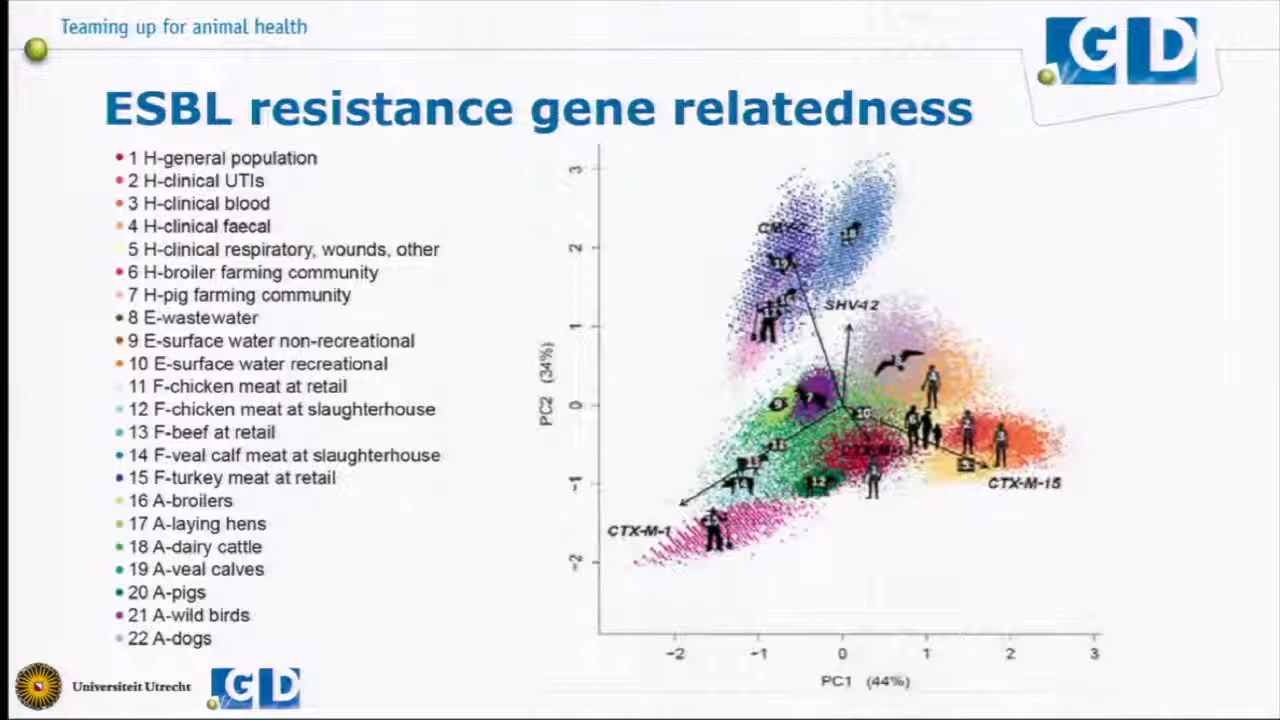 Teaming up for animal health
GD
ESBL resistance gene relatedness
1 H-general population
2 H-clinical UTIs
3 H-clinical blood
4 H-clinical faecal
5 H-clinical respiratory, wounds, other
6 H-broiler farming community
7 H-pig farming community
8 E-wastewater
9 E-surface water non-recreational
10 E-surface water recreational
11 F-chicken meat at retail
12 F-chicken meat at slaughterhouse
13 F-beef at retail
14 F-veal calf meat at slaughterhouse
15 F-turkey meat at retail
16 A-broilers
17 A-laying hens
18 A-dairy cattle
19 A-veal calves
20 A-pigs
21 A-wild birds
22 A-dogs
PC2 (34%)
3
2
1
0
-1
-2
18
19
SHV-12
9
7
10
12
CTX-M-15
CTX-M-1
-2
-1
0
1
2
3
PC1 (44%)
Universiteit Utrecht
GD